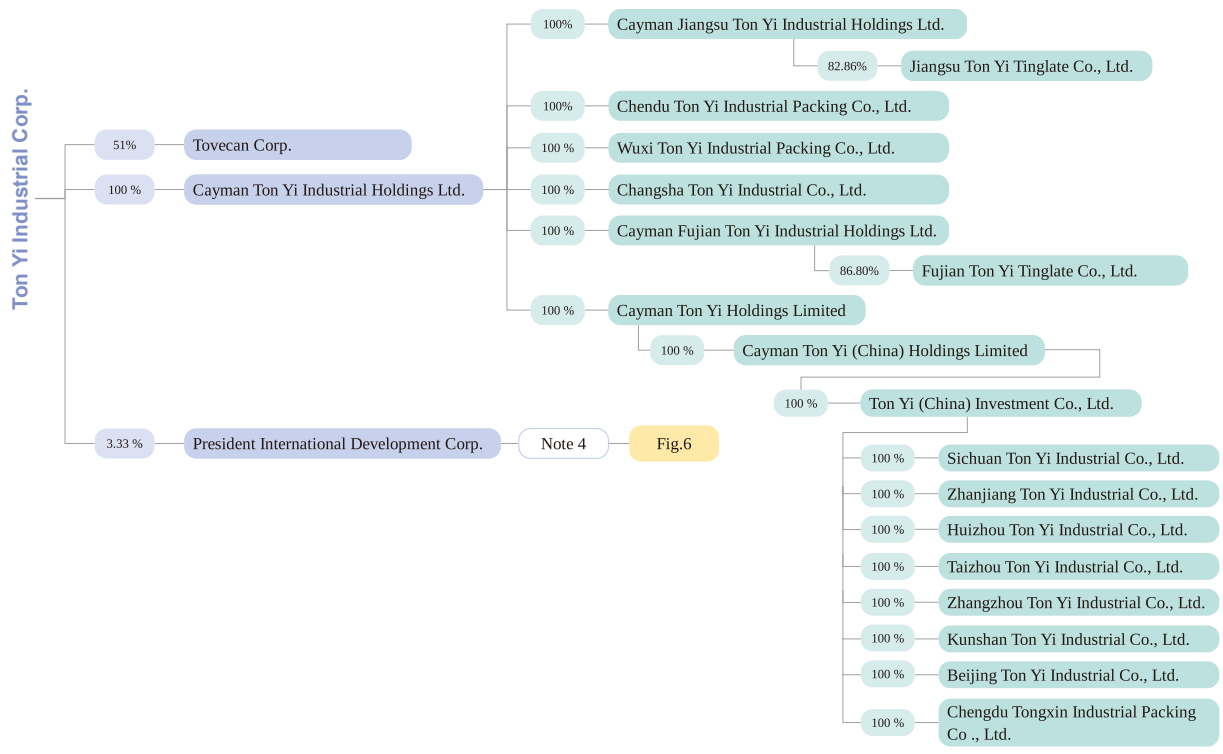 Ton Yi Industrial Corp.
100% Cayman Jiangsu Ton Yi Industrial Holdings Ltd.
82.86% Jiangsu Ton Yi Tinglate Co., Ltd.
100% Chendu Ton Yi Industrial Packing Co., Ltd.
51% Tovecan Corp.
100 % Wuxi Ton Yi Industrial Packing Co., Ltd.
100 % Cayman Ton Yi Industrial Holdings Ltd.
100 % Changsha Ton Yi Industrial Co., Ltd.
100 % Cayman Fujian Ton Yi Industrial Holdings Ltd.
86.80% Fujian Ton Yi Tinglate Co., Ltd.
100 % Cayman Ton Yi Holdings Limited
100 % Cayman Ton Yi (China) Holdings Limited
100 % Ton Yi (China) Investment Co., Ltd.
3.33 % President International Development Corp. Note 4 Fig.6
100 % Sichuan Ton Yi Industrial Co., Ltd.
100 % Zhanjiang Ton Yi Industrial Co., Ltd.
100 % Huizhou Ton Yi Industrial Co., Ltd.
100 % Taizhou Ton Yi Industrial Co., Ltd.
100 % Zhangzhou Ton Yi Industrial Co., Ltd.
100 % Kunshan Ton Yi Industrial Co., Ltd.
100 % Beijing Ton Yi Industrial Co., Ltd.
100 % Chengdu Tongxin Industrial Packing
Co ., Ltd.